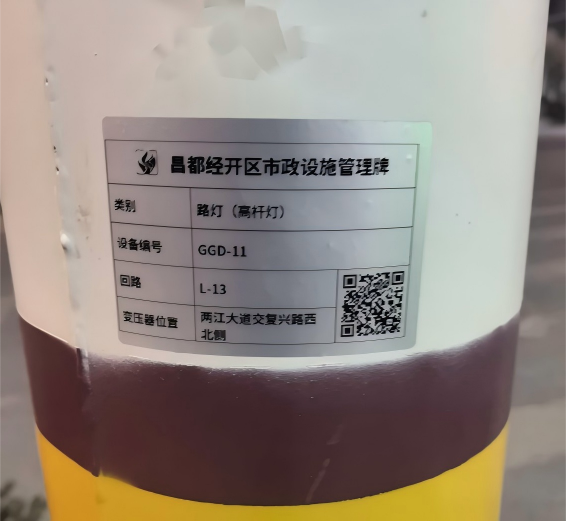 昌都经开区市政设施管理牌
类别 路灯（高杆灯）
设备编号 GGD-11
回路 L-13
变压器位置 两江大道交复兴路西
北侧